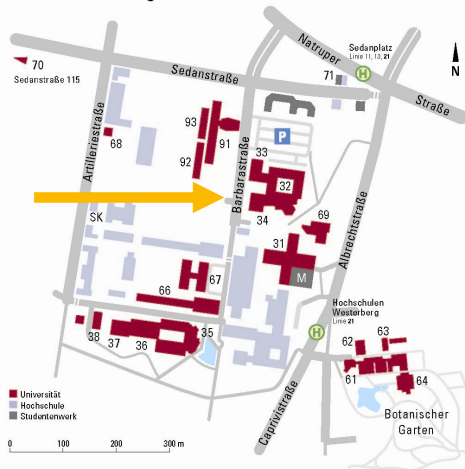 Natruper
Straße
Sedanplatz
Linie 11, 13, 21
H
N
70
Sedanstraße 115
Sedanstraße
71
Artilleriestraße
68
93
91
92
P
Barbarastraße
33
32
34
69
31
M
Albrechtstraße
SK
67
66
Hochschulen
Westerberg
Linie 21
H
38
37
36
35
62
63
61
64
Caprivistraße
Botanischer
Garten
Universität
Hochschule
Studentenwerk
0 100 200 300 m